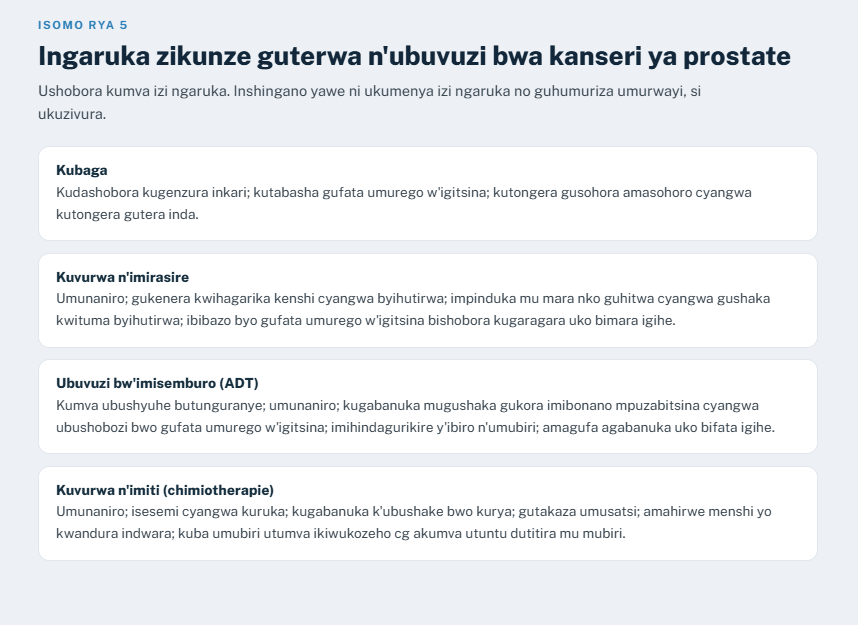 ISOMO RYA 5
Ingaruka zikunze guterwa n'ubuvuzi bwa kanseri ya prostate
Ushobora kumva izi ngaruka. Inshingano yawe ni ukumenya izi ngaruka no guhumuriza umurwayi, si
ukuzivura.
Kubaga
Kudashobora kugenzura inkari; kutabasha gufata umurego w'igitsina; kutongera gusohora amasohoro cyangwa
kutongera gutera inda.
Kuvurwa n'imirasire
Umunaniro; gukenera kwihagarika kenshi cyangwa byihutirwa; impinduka mu mara nko guhitwa cyangwa gushaka
kwituma byihutirwa; ibibazo byo gufata umurego w'igitsina bishobora kugaragara uko bimara igihe.
Ubuvuzi bw'imisemburo (ADT)
Kumva ubushyuhe butunguranye; umunaniro; kugabanuka mugushaka gukora imibonano mpuzabitsina cyangwa
ubushobozi bwo gufata umurego w'igitsina; imihindagurikire y'ibiro n'umubiri; amagufa agabanuka uko bifata igihe.
Kuvurwa n'imiti (chimiotherapie)
Umunaniro; isesemi cyangwa kuruka; kugabanuka k'ubushake bwo kurya; gutakaza umusatsi; amahirwe menshi yo
kwandura indwara; kuba umubiri utumva ikiwukozeho cg akumva utuntu dutitira mu mubiri.